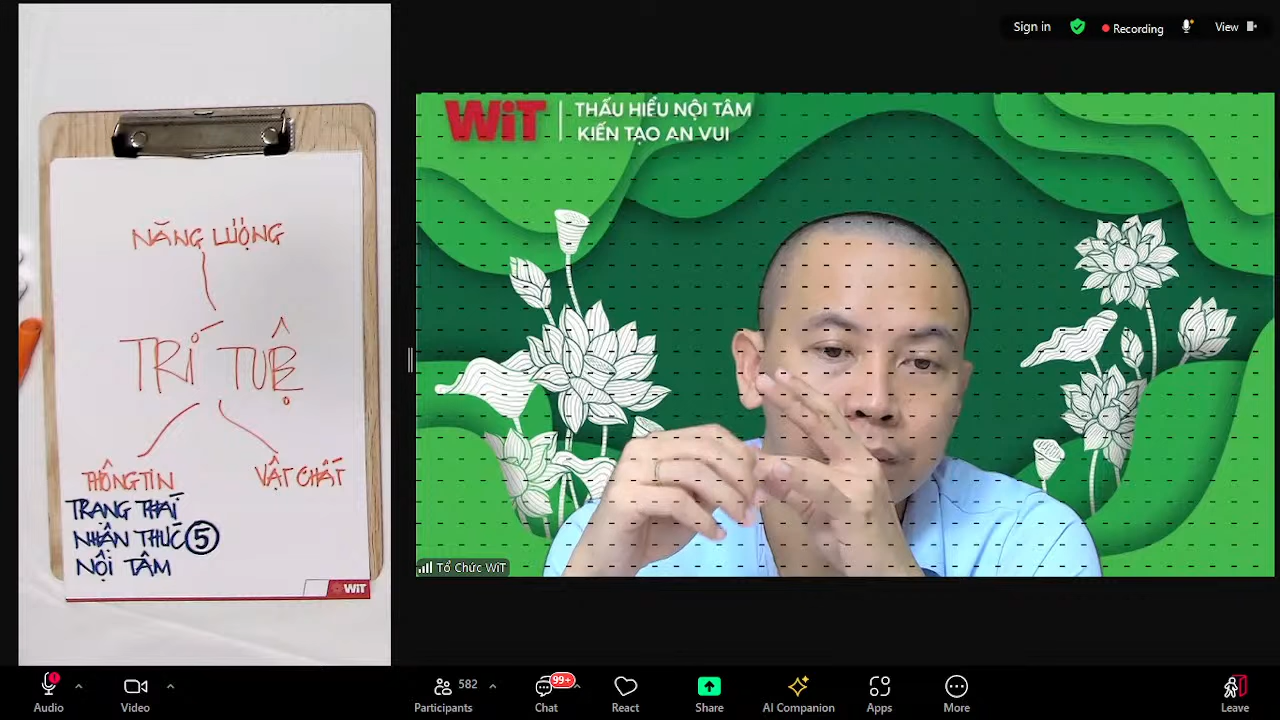 Sign in
Recording
View
WiT
THẤU HIỂU NỘI TÂM
KIẾN TẠO AN VUI
NĂNG LƯỢNG
TRÍ TUỆ
THÔNG TIN
VẬT CHẤT
TRẠNG THÁI
NHẬN THỨC ⑤
NỘI TÂM
WiT
Tổ Chức WiT
Audio
Video
582
Participants
99+
Chat
React
Share
AI Companion
Apps
More
Leave